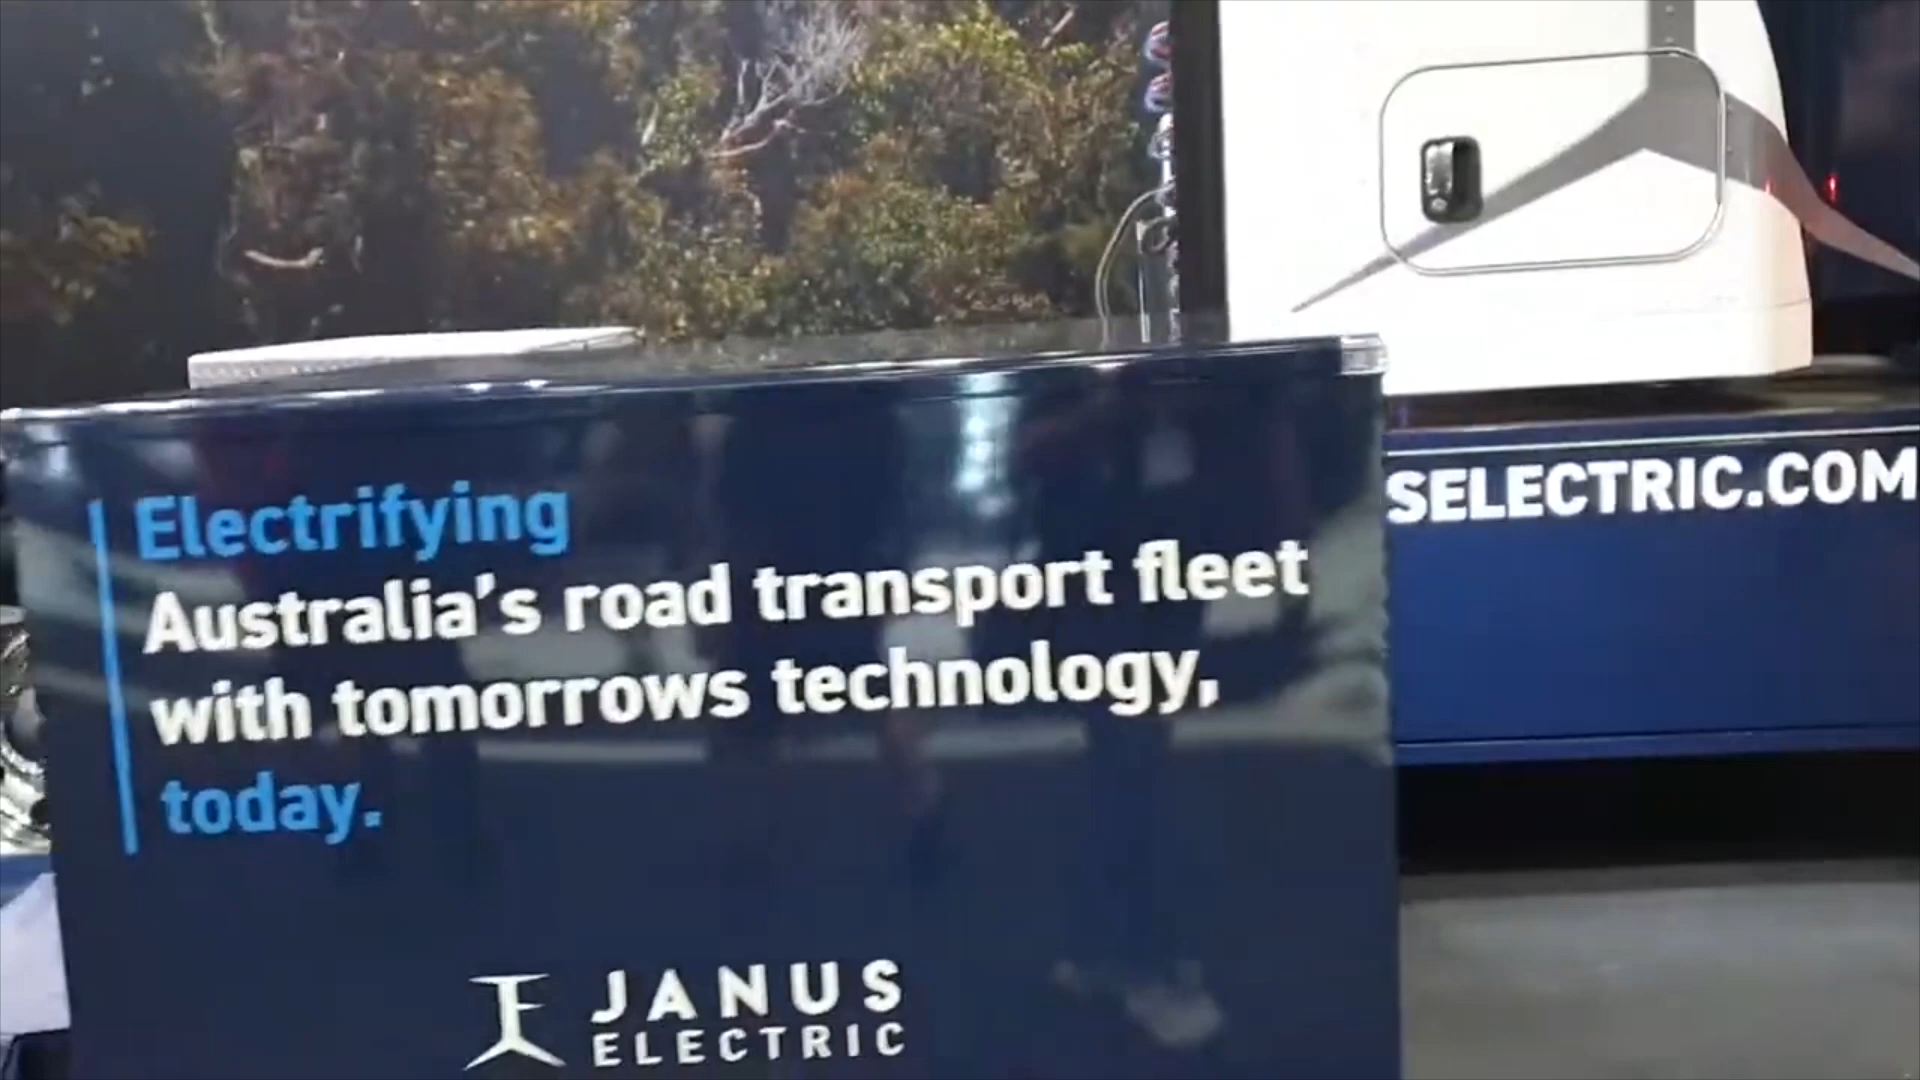 Electrifying
Australia's road transport fleet
with tomorrows technology,
today.
JANUS
ELECTRIC
SELECTRIC.COM